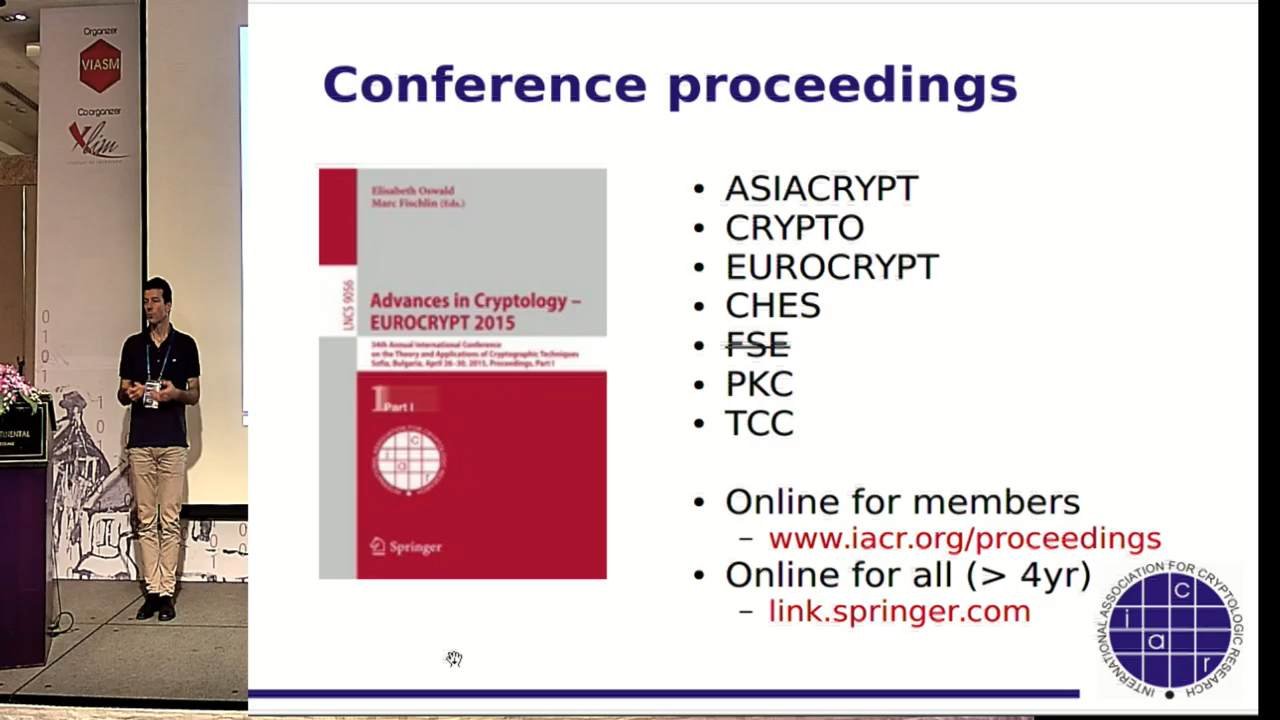 Organizer
VIASM
Co organizer
Xlim
Conference proceedings
Elisabeth Oswald
Marc Fischlin (Eds.)
LNCS 9056
Advances in Cryptology –
EUROCRYPT 2015
34th Annual International Conference
on the Theory and Applications of Cryptographic Techniques
Sofia, Bulgaria, April 26–30, 2015, Proceedings, Part I
1 Part I
Springer
• ASIACRYPT
• CRYPTO
• EUROCRYPT
• CHES
• FSE
• PKC
• TCC
• Online for members
– www.iacr.org/proceedings
• Online for all (> 4yr)
– link.springer.com
INTERNATIONAL ASSOCIATION FOR CRYPTOLOGIC RESEARCH
i a c r